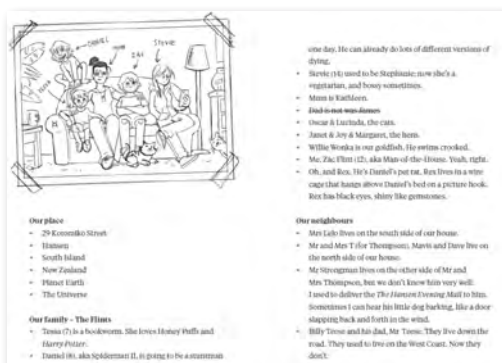 DANIEL
MUM
ZAC
Stevie
TESSA
Our place
• 29 Koromiko Street
• Hansen
• South Island
• New Zealand
• Planet Earth
• The Universe
Our family – The Flints
• Tessa (7) is a bookworm. She loves Honey Puffs and
Harry Potter.
• Daniel (8), aka Spiderman II, is going to be a stuntman
one day. He can already do lots of different versions of
dying.
• Stevie (14) used to be Stephanie; now she's a
vegetarian, and bossy sometimes.
• Mum is Kathleen.
• Dad is not was James
• Oscar & Lucinda, the cats.
• Janet & Joy & Margaret, the hens.
• Willie Wonka is our goldfish. He swims crooked.
• Me, Zac Flint (12), aka Man-of-the-House. Yeah, right.
• Oh, and Rex. He's Daniel's pet rat. Rex lives in a wire
cage that hangs above Daniel's bed on a picture hook.
Rex has black eyes, shiny like gemstones.
Our neighbours
• Mrs Lelo lives on the south side of our house.
• Mr and Mrs T (for Thompson), Mavis and Dave live on
the north side of our house.
• Mr Strongman lives on the other side of Mr and
Mrs Thompson, but we don't know him very well.
I used to deliver the The Hansen Evening Mail to him.
Sometimes I can hear his little dog barking, like a door
slapping back and forth in the wind.
• Billy Teese and his dad, Mr Teese. They live down the
road. They used to live on the West Coast. Now they
don't.